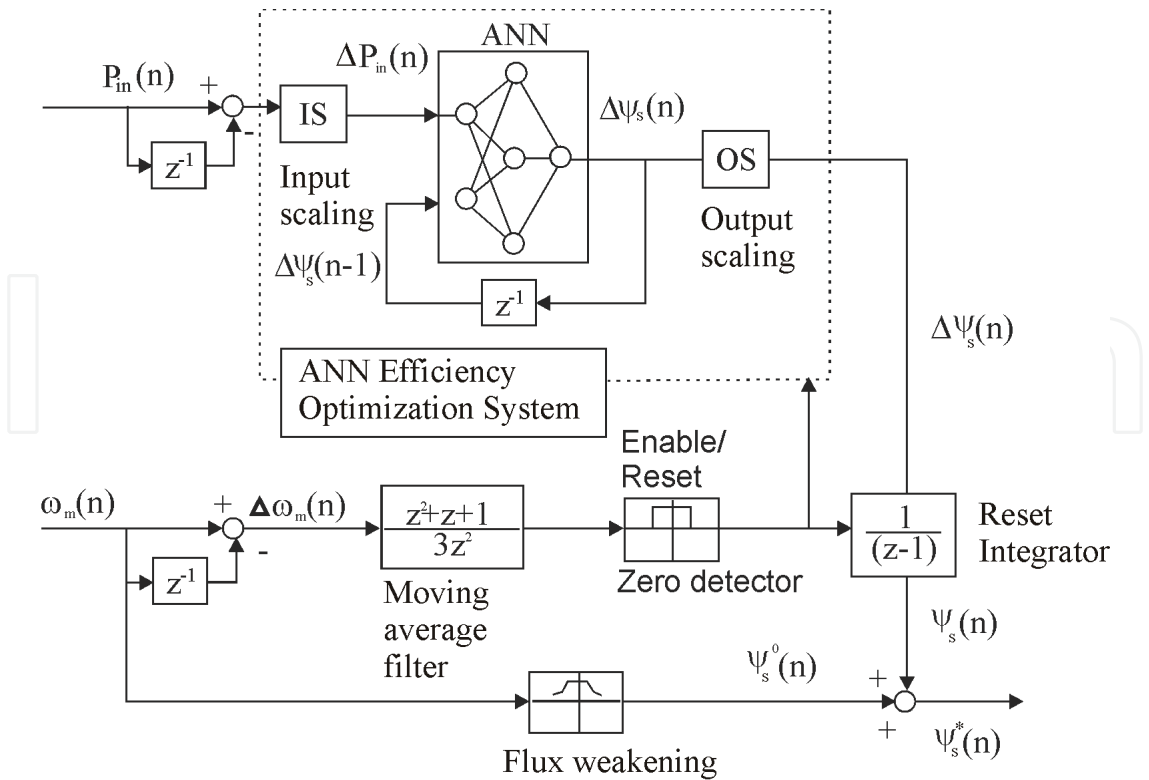 ANN
P_in(n)
+
-
z^-1
IS
Input
scaling
ΔP_in(n)
Δψ_s(n)
OS
Output
scaling
Δψ_s(n-1)
z^-1
Δψ_s(n)
ANN Efficiency
Optimization System
Enable/
Reset
ω_m(n)
+
-
z^-1
Δω_m(n)
z²+z+1
3z²
Moving
average
filter
Zero detector
1
(z-1)
Reset
Integrator
ψ_s(n)
ψ_s^0(n)
+
+
ψ_s^*(n)
Flux weakening